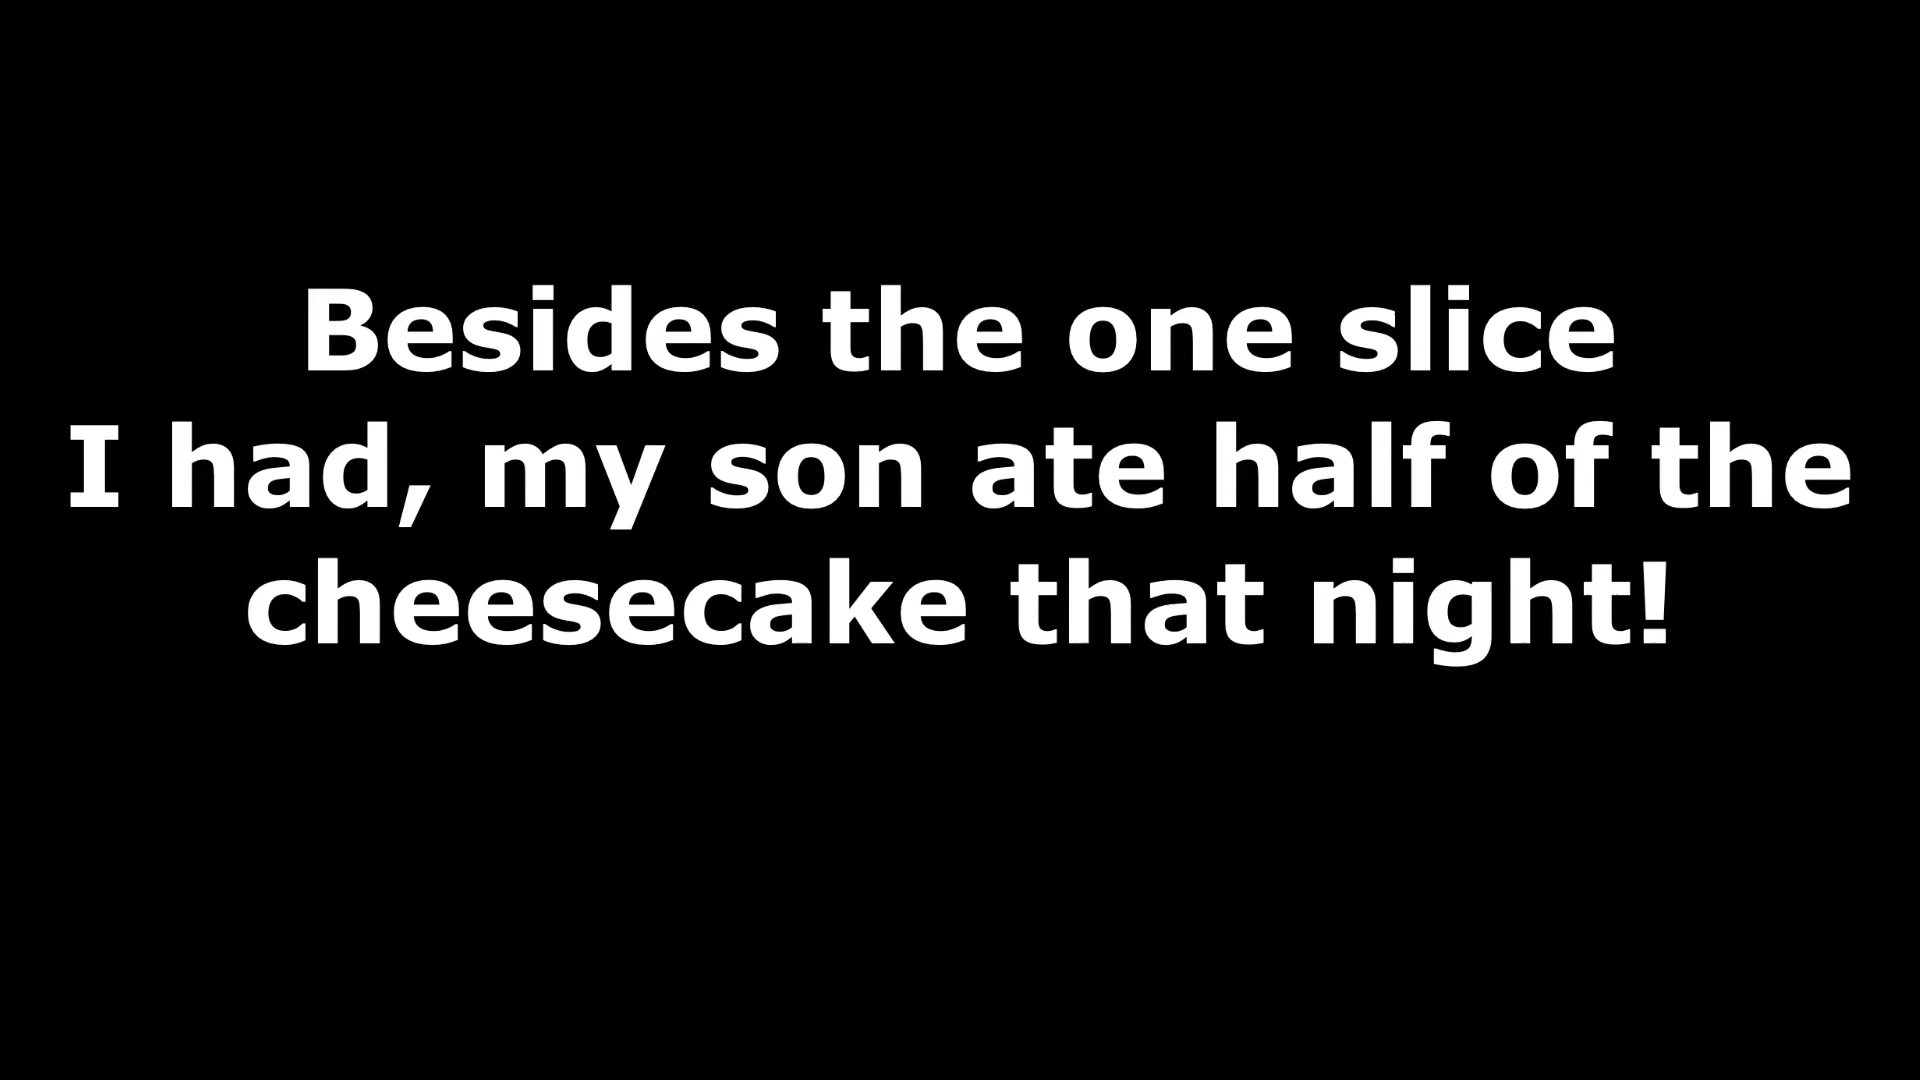 Besides the one slice
I had, my son ate half of the
cheesecake that night!